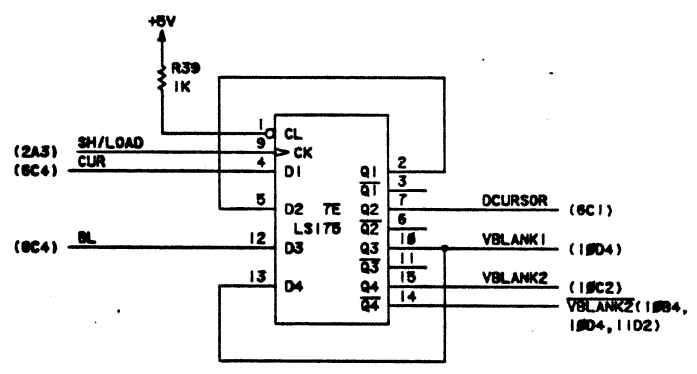 +5V
R39
1K
1 CL
(2A3) SH/LOAD 9 CK
(6C4) CUR 4 D1 Q1 2
Q1 3
5 D2 7E Q2 7 DCURSOR (6C1)
LS175 Q2 6
(8C4) BL 12 D3 Q3 10 VBLANK1 (10D4)
Q3 11
13 D4 Q4 15 VBLANK2 (10C2)
Q4 14 VBLANK2 (10B4,
10D4, 11D2)